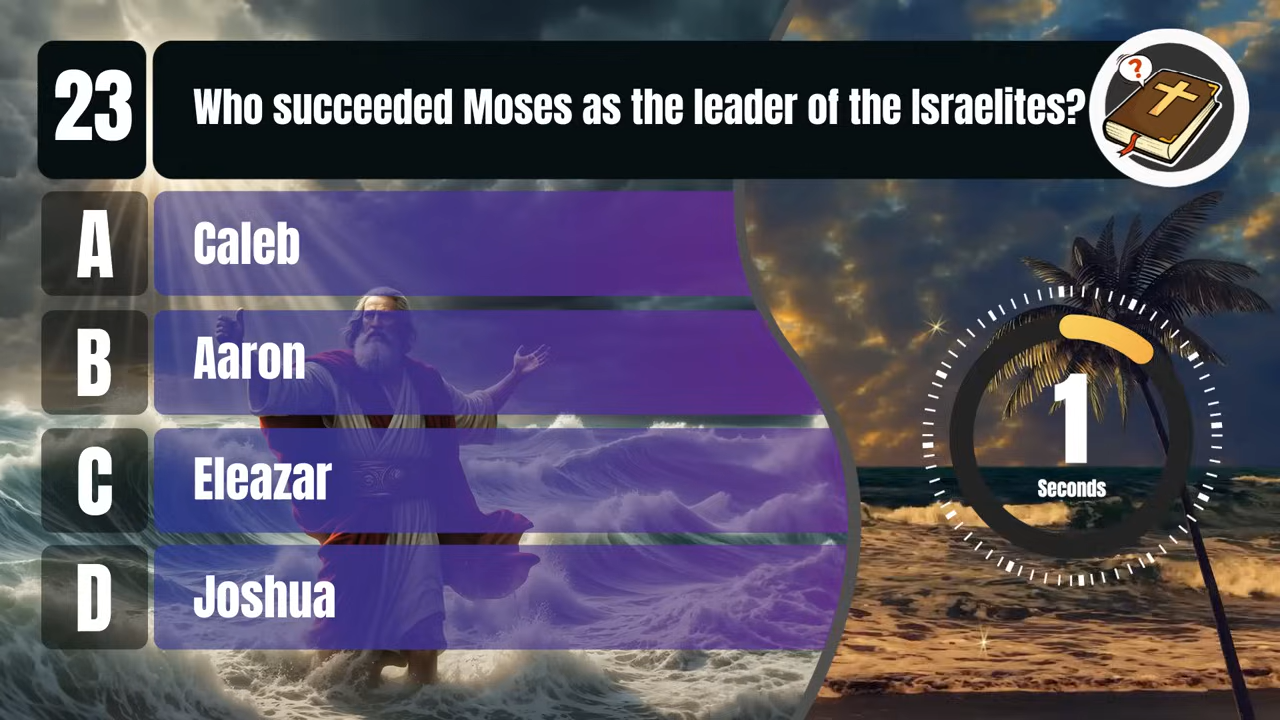 23
Who succeeded Moses as the leader of the Israelites?
?
A
Caleb
B
Aaron
C
Eleazar
D
Joshua
1
Seconds